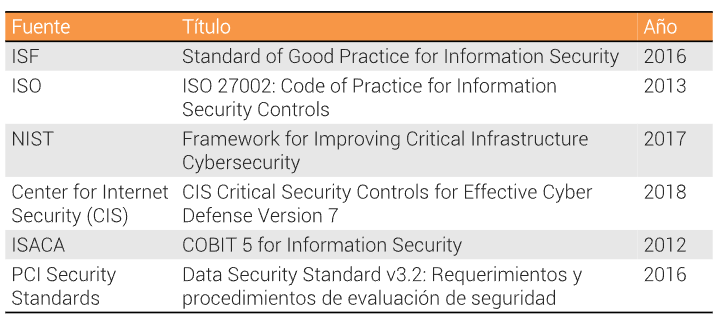 Fuente Título Año
ISF Standard of Good Practice for Information Security 2016
ISO ISO 27002: Code of Practice for Information 2013
Security Controls
NIST Framework for Improving Critical Infrastructure 2017
Cybersecurity
Center for Internet CIS Critical Security Controls for Effective Cyber 2018
Security (CIS) Defense Version 7
ISACA COBIT 5 for Information Security 2012
PCI Security Data Security Standard v3.2: Requerimientos y 2016
Standards procedimientos de evaluación de seguridad